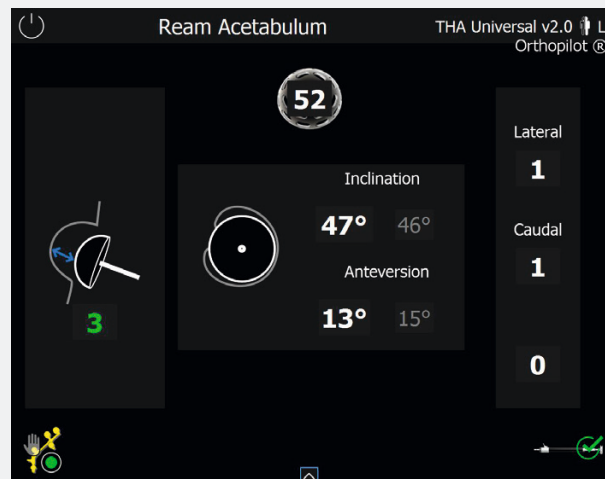 Ream Acetabulum
THA Universal v2.0 L
Orthopilot ®
52
Lateral
1
Inclination
47° 46°
Caudal
1
Anteversion
13° 15°
3
0